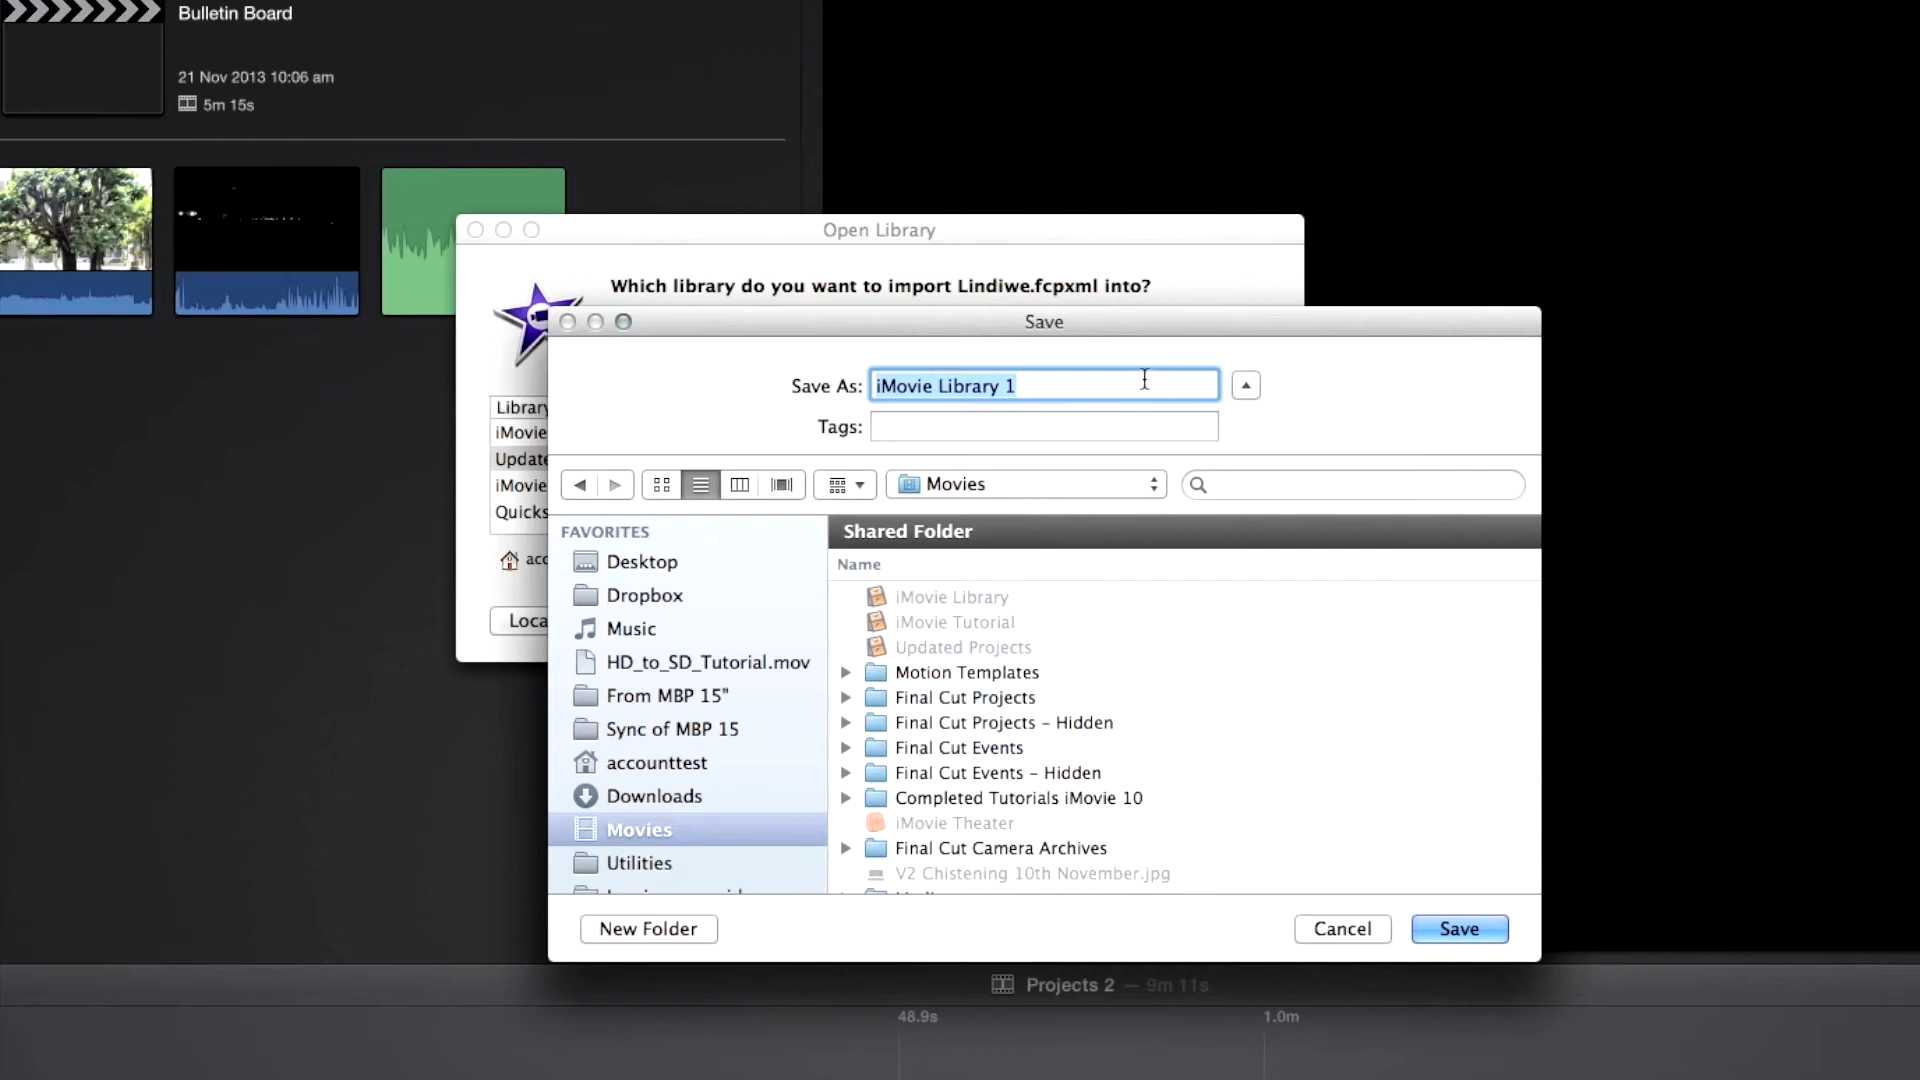 Bulletin Board
21 Nov 2013 10:06 am
5m 15s
Open Library
Which library do you want to import Lindiwe.fcpxml into?
Library
iMovie
Update
iMovie
Quicks
acc
Loca
Save
Save As: iMovie Library 1
Tags:
Movies
FAVORITES
Desktop
Dropbox
Music
HD_to_SD_Tutorial.mov
From MBP 15"
Sync of MBP 15
accounttest
Downloads
Movies
Utilities
Shared Folder
Name
iMovie Library
iMovie Tutorial
Updated Projects
Motion Templates
Final Cut Projects
Final Cut Projects – Hidden
Final Cut Events
Final Cut Events – Hidden
Completed Tutorials iMovie 10
iMovie Theater
Final Cut Camera Archives
V2 Chistening 10th November.jpg
New Folder
Cancel
Save
Projects 2 — 9m 11s
48.9s
1.0m